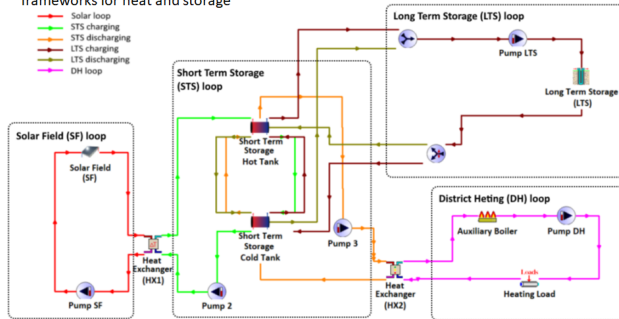 frameworks for heat and storage
Solar loop
STS charging
STS discharging
LTS charging
LTS discharging
DH loop
Long Term Storage (LTS) loop
Pump LTS
Long Term Storage
(LTS)
Short Term Storage
(STS) loop
Short Term
Storage
Hot Tank
Short Term
Storage
Cold Tank
Pump 2
Pump 3
Solar Field (SF) loop
Solar Field
(SF)
Heat
Exchanger
(HX1)
Pump SF
District Heting (DH) loop
Auxiliary Boiler
Pump DH
Heat
Exchanger
(HX2)
Loads
Heating Load